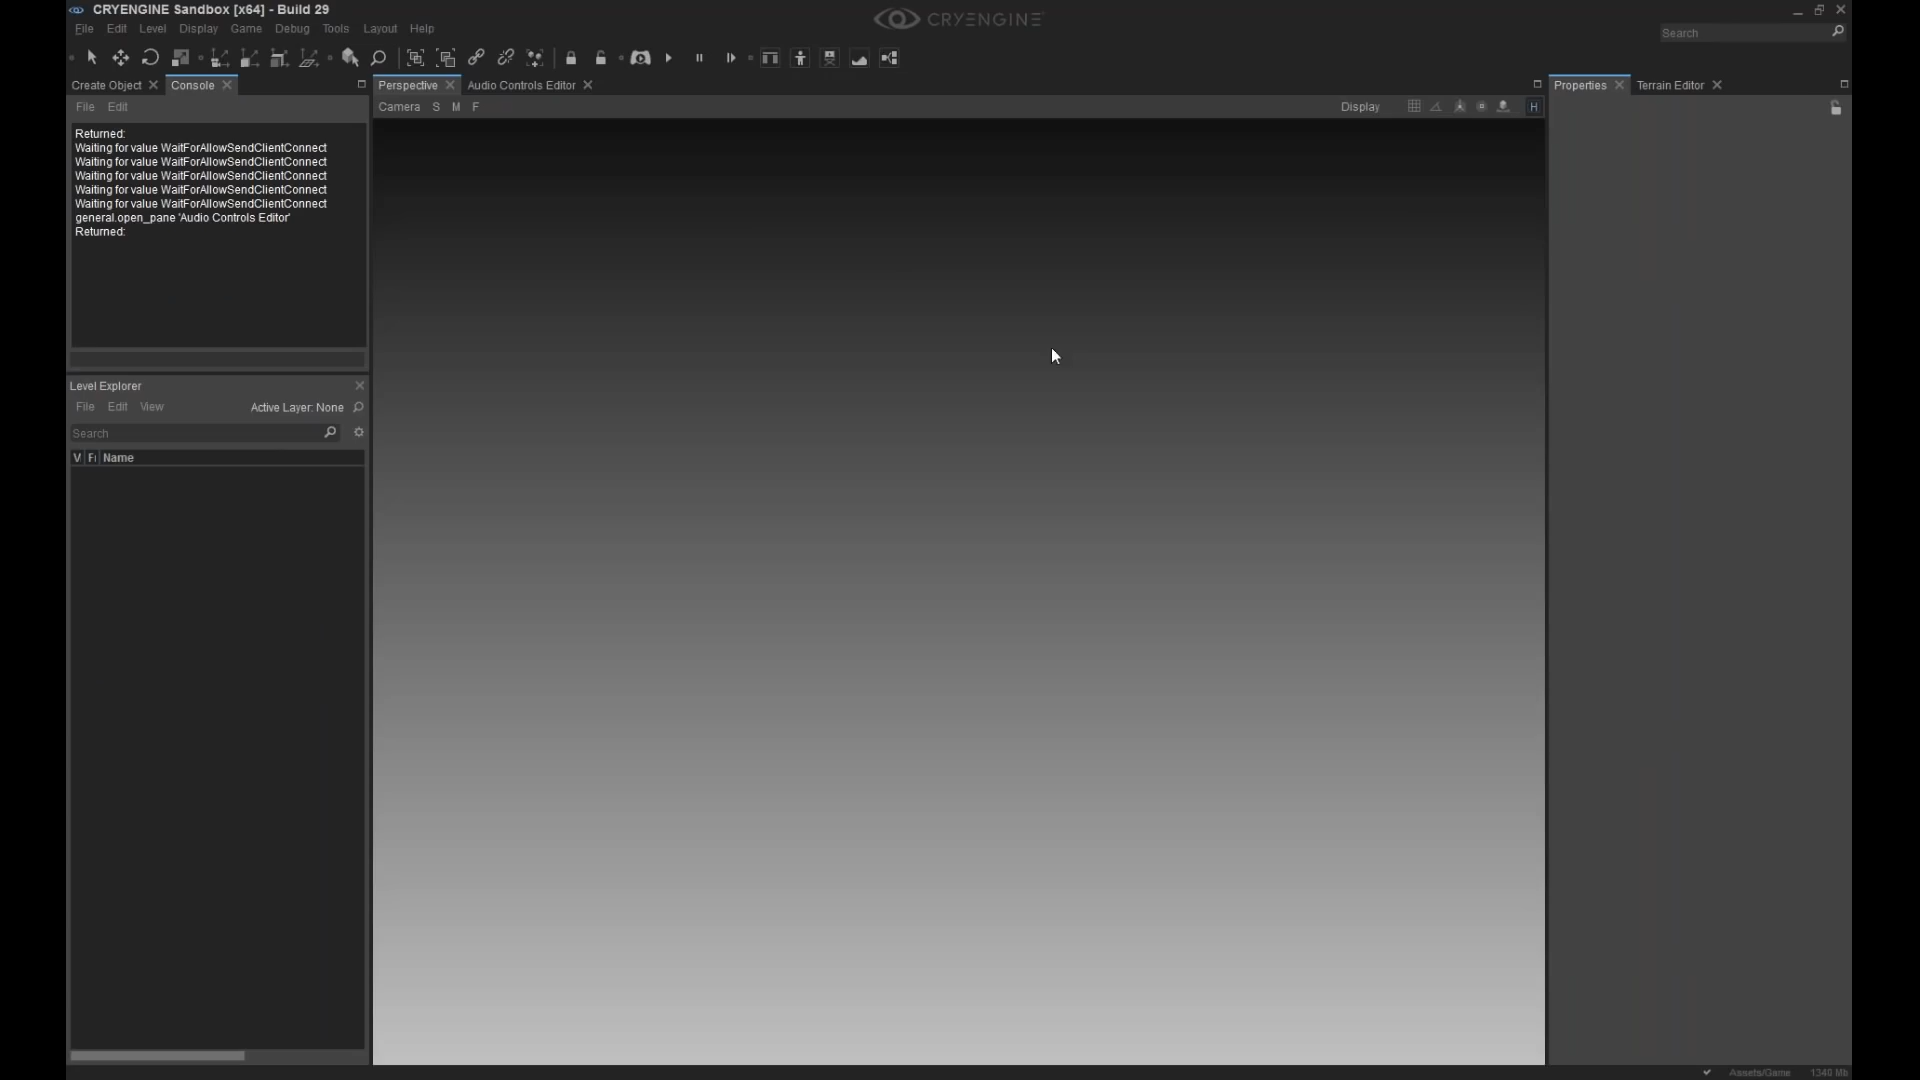 CRYENGINE Sandbox [x64] - Build 29
CRYENGINE
File Edit Level Display Game Debug Tools Layout Help
Search
Create Object Console
Perspective Audio Controls Editor
Properties Terrain Editor
File Edit
Camera S M F
Display
H
Returned:
Waiting for value WaitForAllowSendClientConnect
Waiting for value WaitForAllowSendClientConnect
Waiting for value WaitForAllowSendClientConnect
Waiting for value WaitForAllowSendClientConnect
Waiting for value WaitForAllowSendClientConnect
general.open_pane 'Audio Controls Editor'
Returned:
Level Explorer
File Edit View Active Layer: None
Search
V Name
Assets/Game 1340 Mb